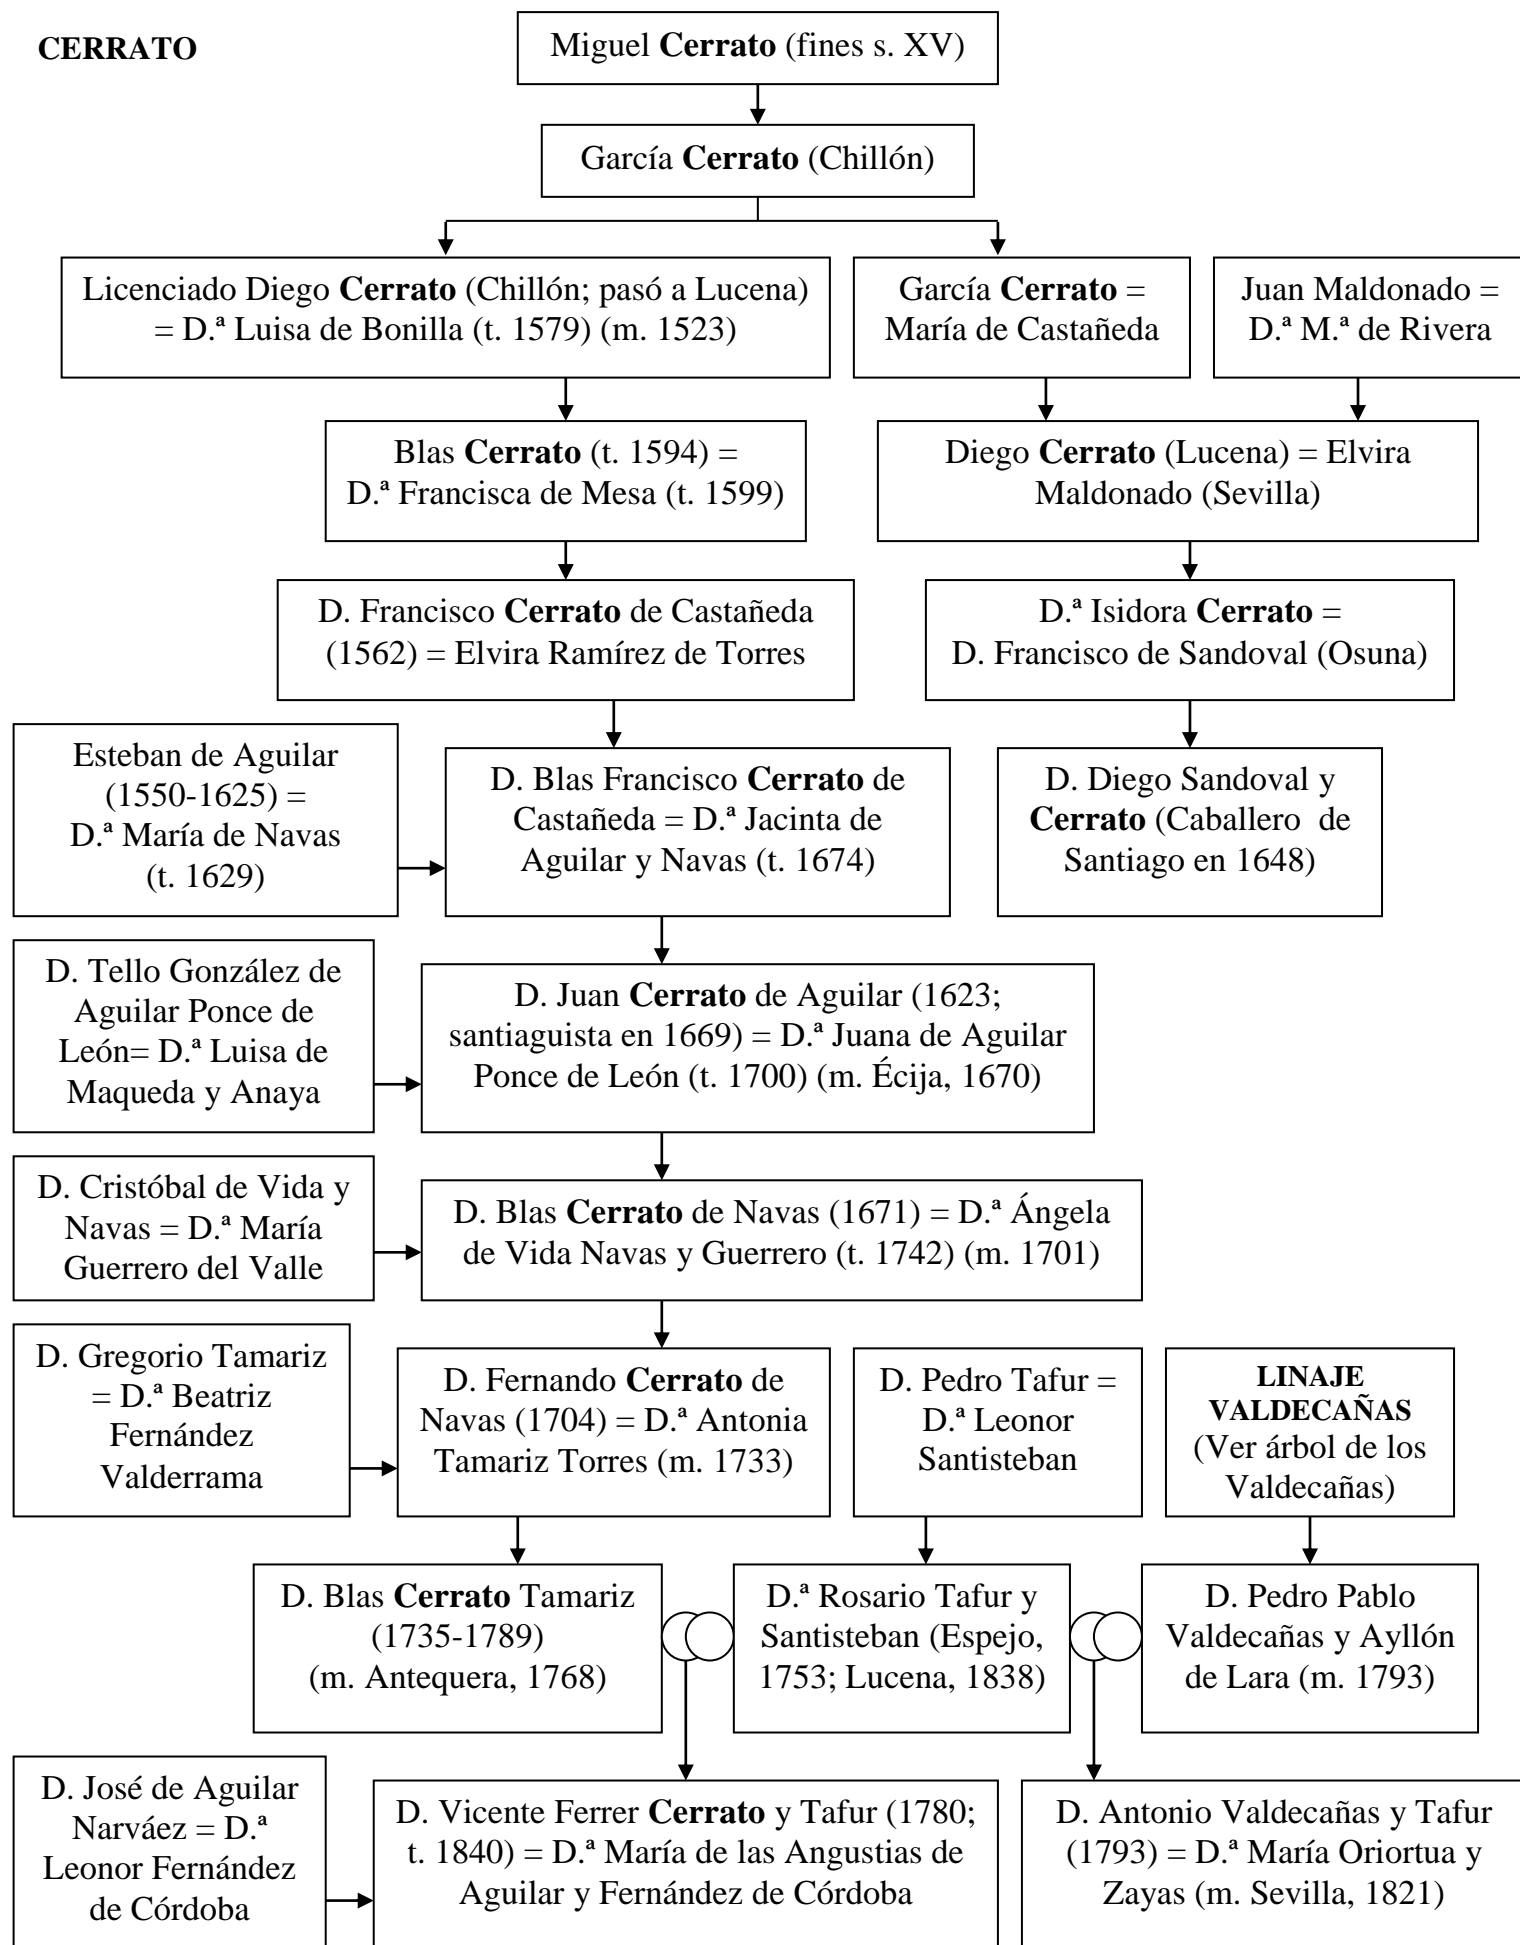 CERRATO
Miguel Cerrato (fines s. XV)
García Cerrato (Chillón)
Licenciado Diego Cerrato (Chillón; pasó a Lucena)
= D.ª Luisa de Bonilla (t. 1579) (m. 1523)
García Cerrato =
María de Castañeda
Juan Maldonado =
D.ª M.ª de Rivera
Blas Cerrato (t. 1594) =
D.ª Francisca de Mesa (t. 1599)
Diego Cerrato (Lucena) = Elvira
Maldonado (Sevilla)
D. Francisco Cerrato de Castañeda
(1562) = Elvira Ramírez de Torres
D.ª Isidora Cerrato =
D. Francisco de Sandoval (Osuna)
Esteban de Aguilar
(1550-1625) =
D.ª María de Navas
(t. 1629)
D. Blas Francisco Cerrato de
Castañeda = D.ª Jacinta de
Aguilar y Navas (t. 1674)
D. Diego Sandoval y
Cerrato (Caballero de
Santiago en 1648)
D. Tello González de
Aguilar Ponce de
León= D.ª Luisa de
Maqueda y Anaya
D. Juan Cerrato de Aguilar (1623;
santiaguista en 1669) = D.ª Juana de Aguilar
Ponce de León (t. 1700) (m. Écija, 1670)
D. Cristóbal de Vida y
Navas = D.ª María
Guerrero del Valle
D. Blas Cerrato de Navas (1671) = D.ª Ángela
de Vida Navas y Guerrero (t. 1742) (m. 1701)
D. Gregorio Tamariz
= D.ª Beatriz
Fernández
Valderrama
D. Fernando Cerrato de
Navas (1704) = D.ª Antonia
Tamariz Torres (m. 1733)
D. Pedro Tafur =
D.ª Leonor
Santisteban
LINAJE
VALDECAÑAS
(Ver árbol de los
Valdecañas)
D. Blas Cerrato Tamariz
(1735-1789)
(m. Antequera, 1768)
D.ª Rosario Tafur y
Santisteban (Espejo,
1753; Lucena, 1838)
D. Pedro Pablo
Valdecañas y Ayllón
de Lara (m. 1793)
D. José de Aguilar
Narváez = D.ª
Leonor Fernández
de Córdoba
D. Vicente Ferrer Cerrato y Tafur (1780;
t. 1840) = D.ª María de las Angustias de
Aguilar y Fernández de Córdoba
D. Antonio Valdecañas y Tafur
(1793) = D.ª María Oriortua y
Zayas (m. Sevilla, 1821)